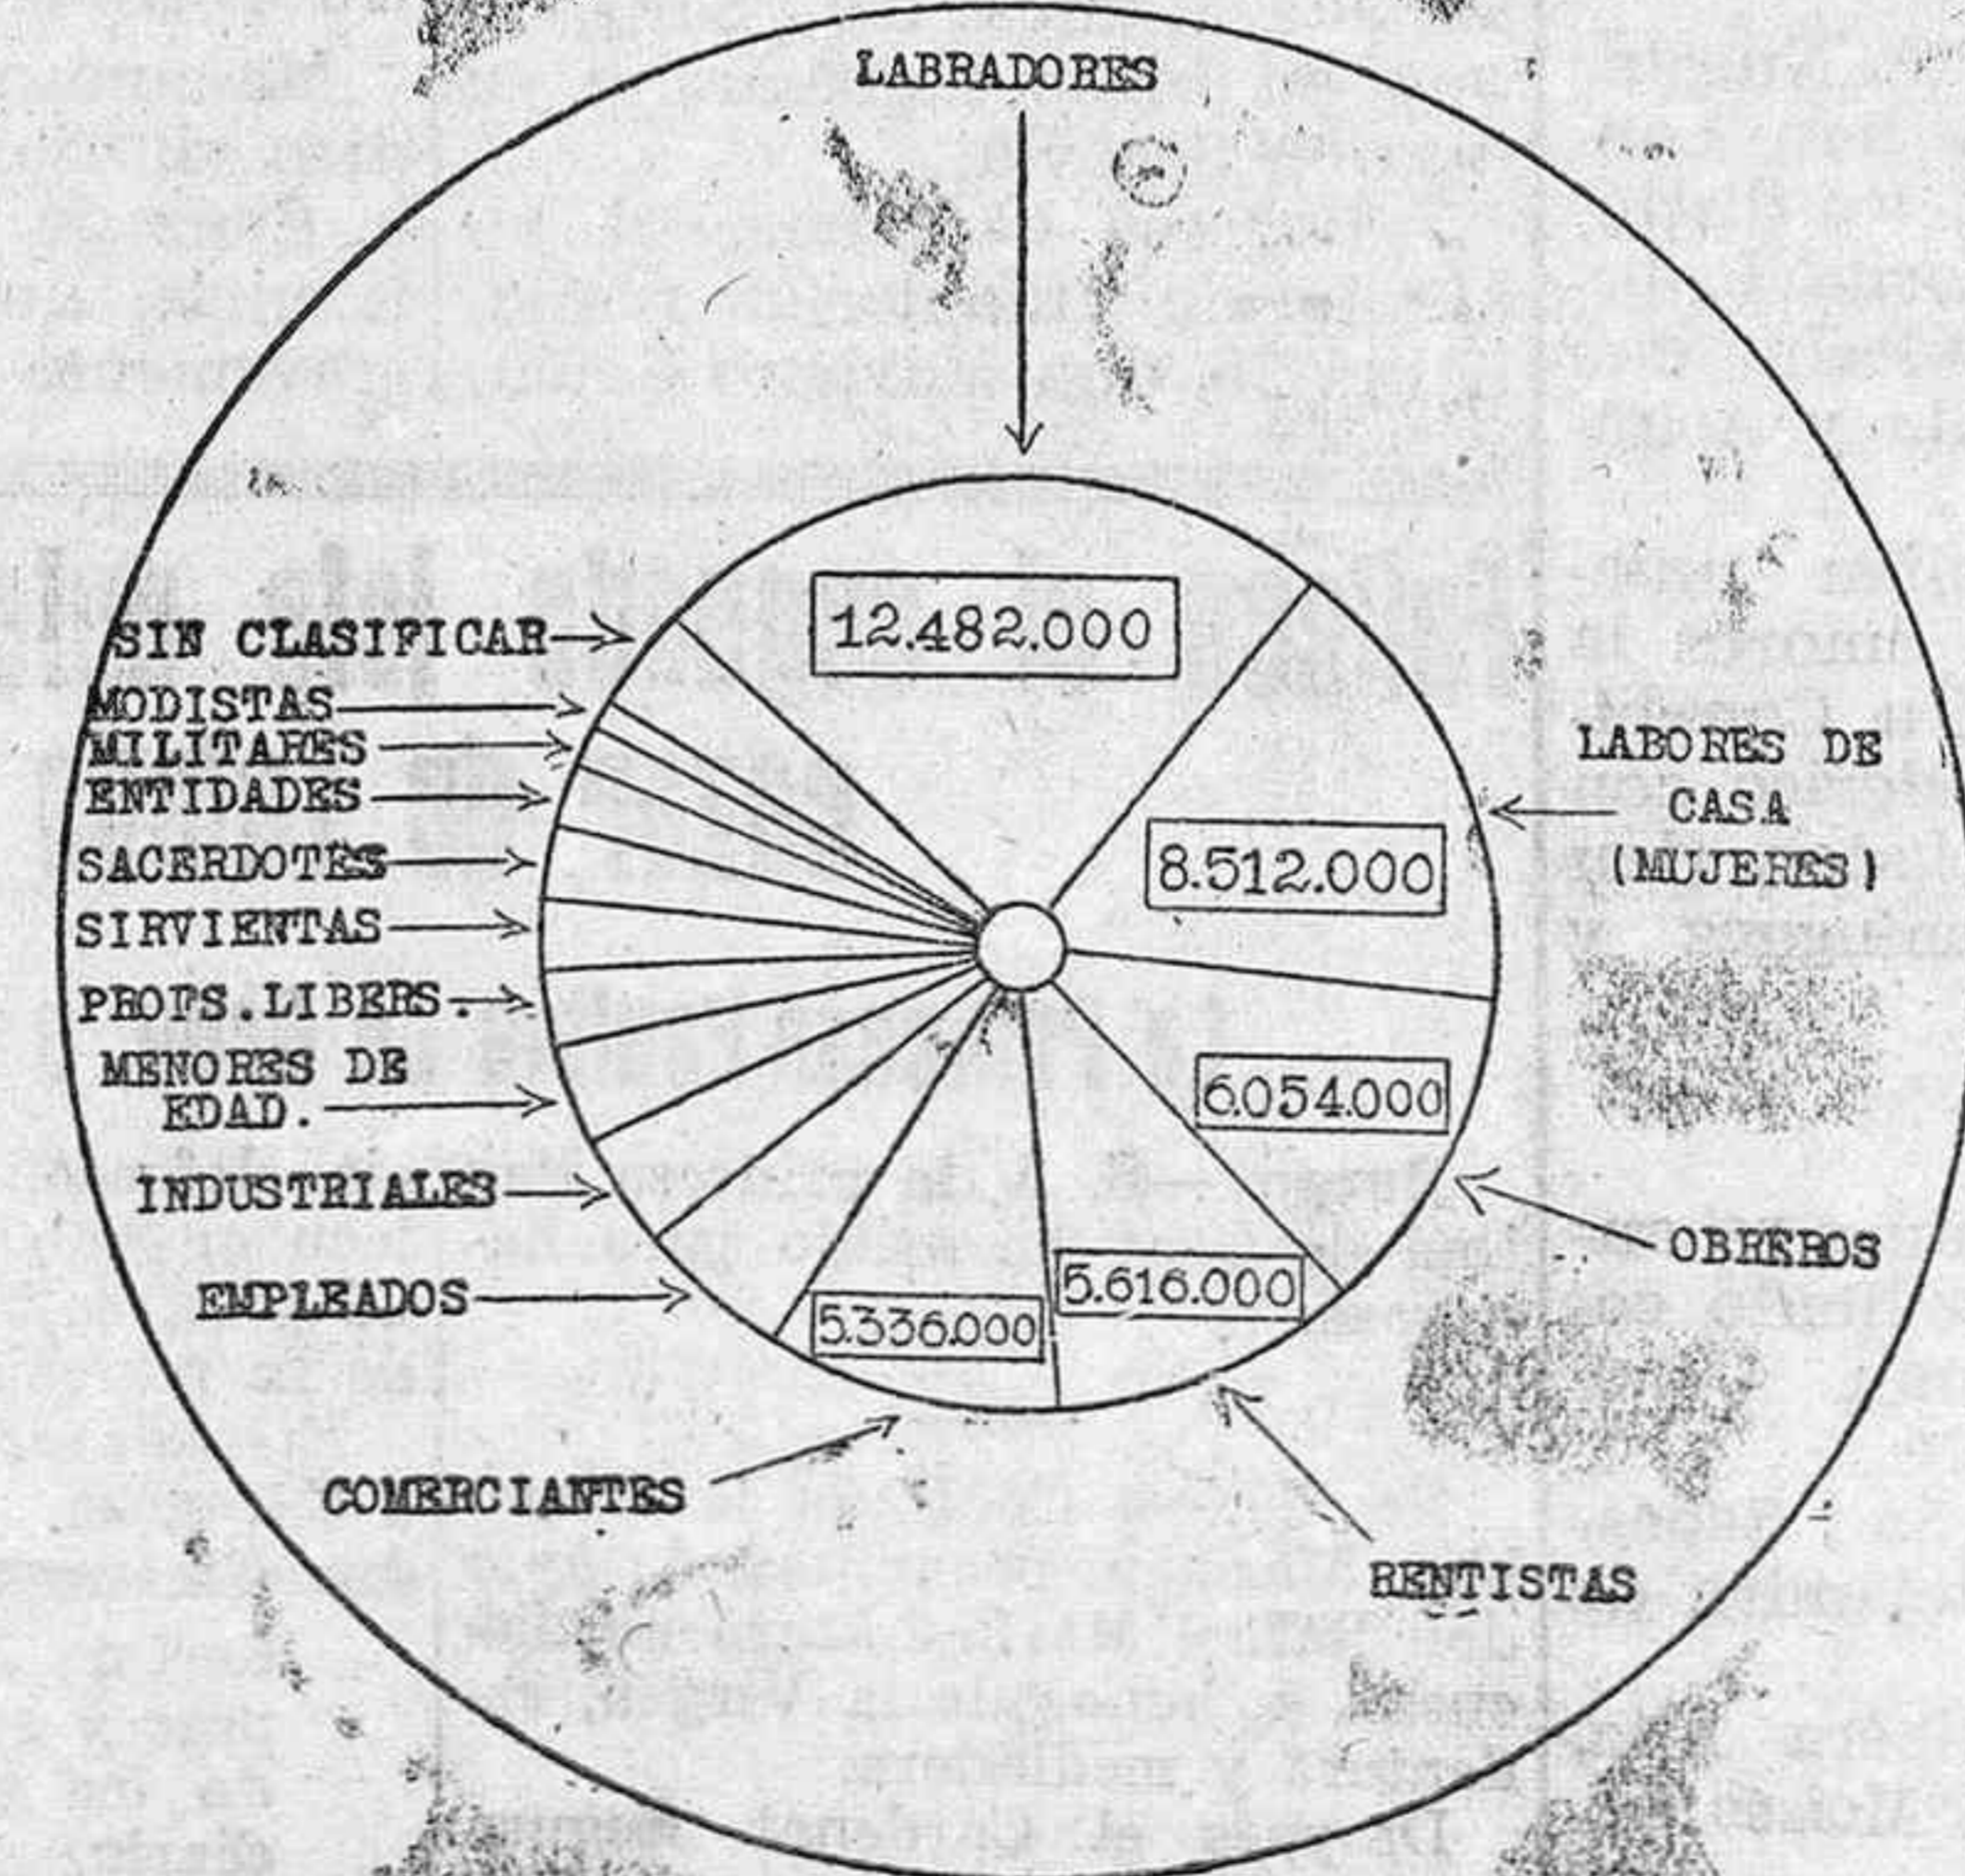 LABRADORES
12.482.000
SIN CLASIFICAR
MODISTAS
MILITARES
ENTIDADES
SACERDOTES
SIRVIENTAS
PROFS.LIBERS.
MENORES DE
EDAD.
INDUSTRIALES
EMPLEADOS
LABORES DE
CASA
(MUJERES)
8.512.000
6.054.000
OBREROS
5.616.000
5.336.000
COMERCIANTES
RENTISTAS